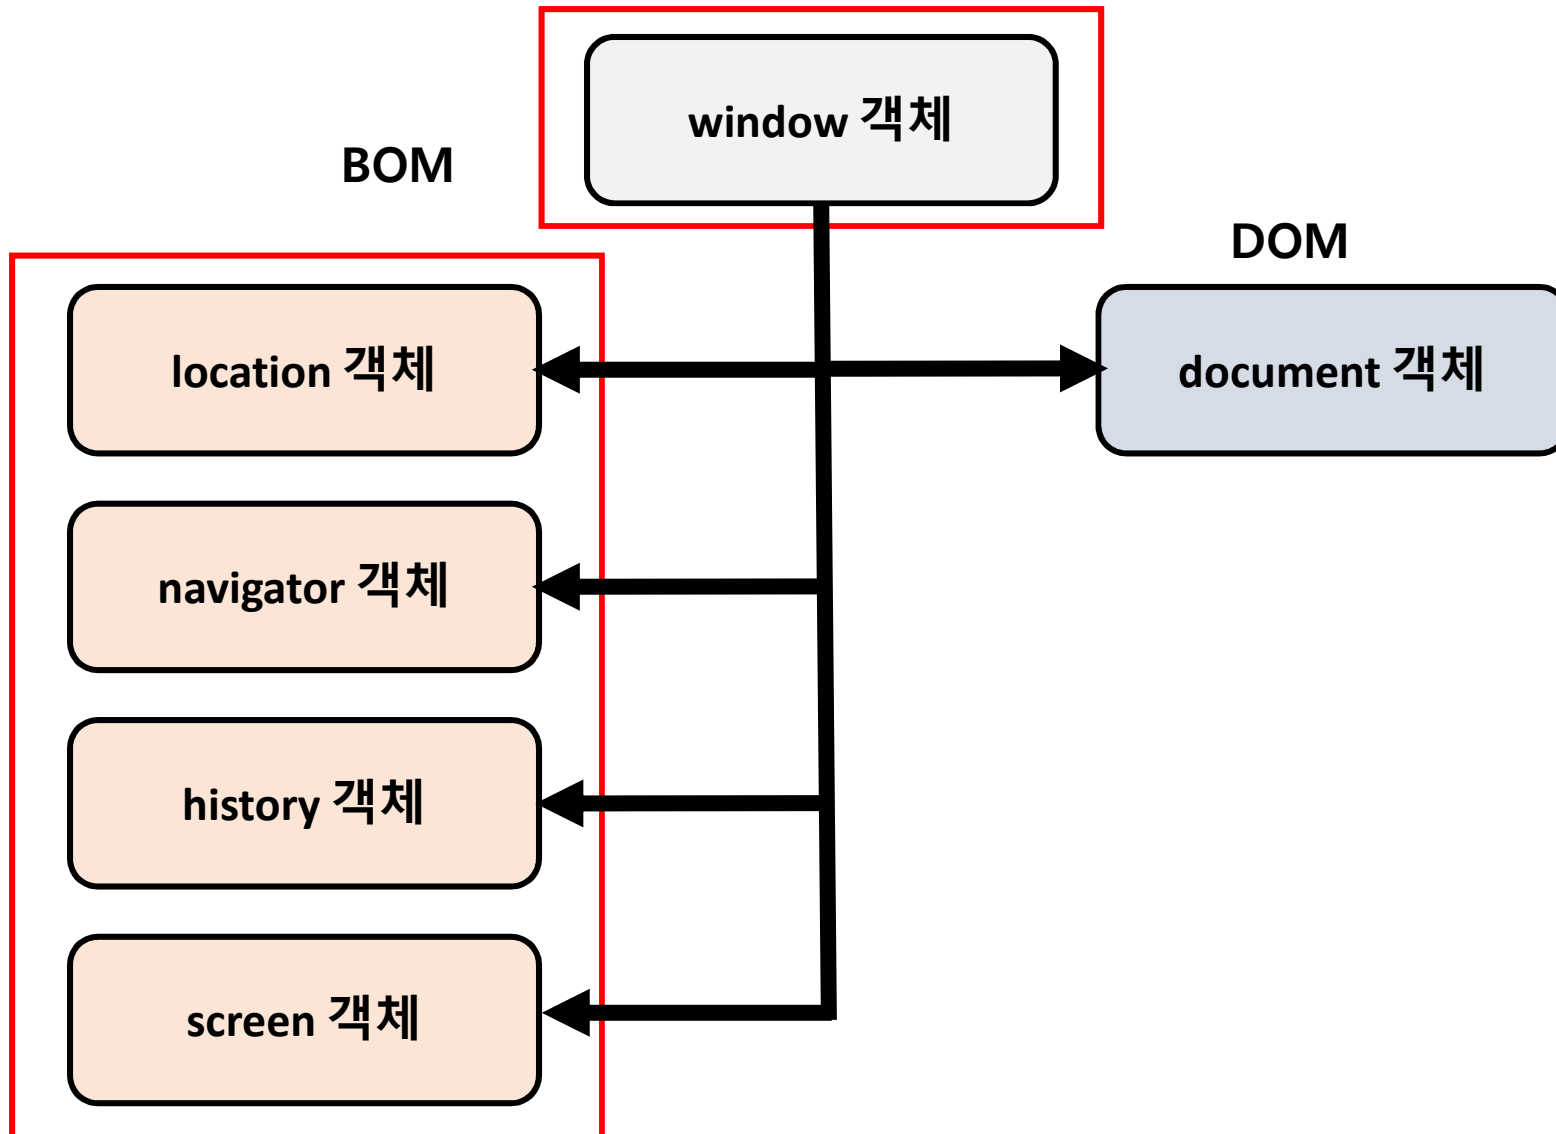 window 객체
BOM
DOM
location 객체
document 객체
navigator 객체
history 객체
screen 객체